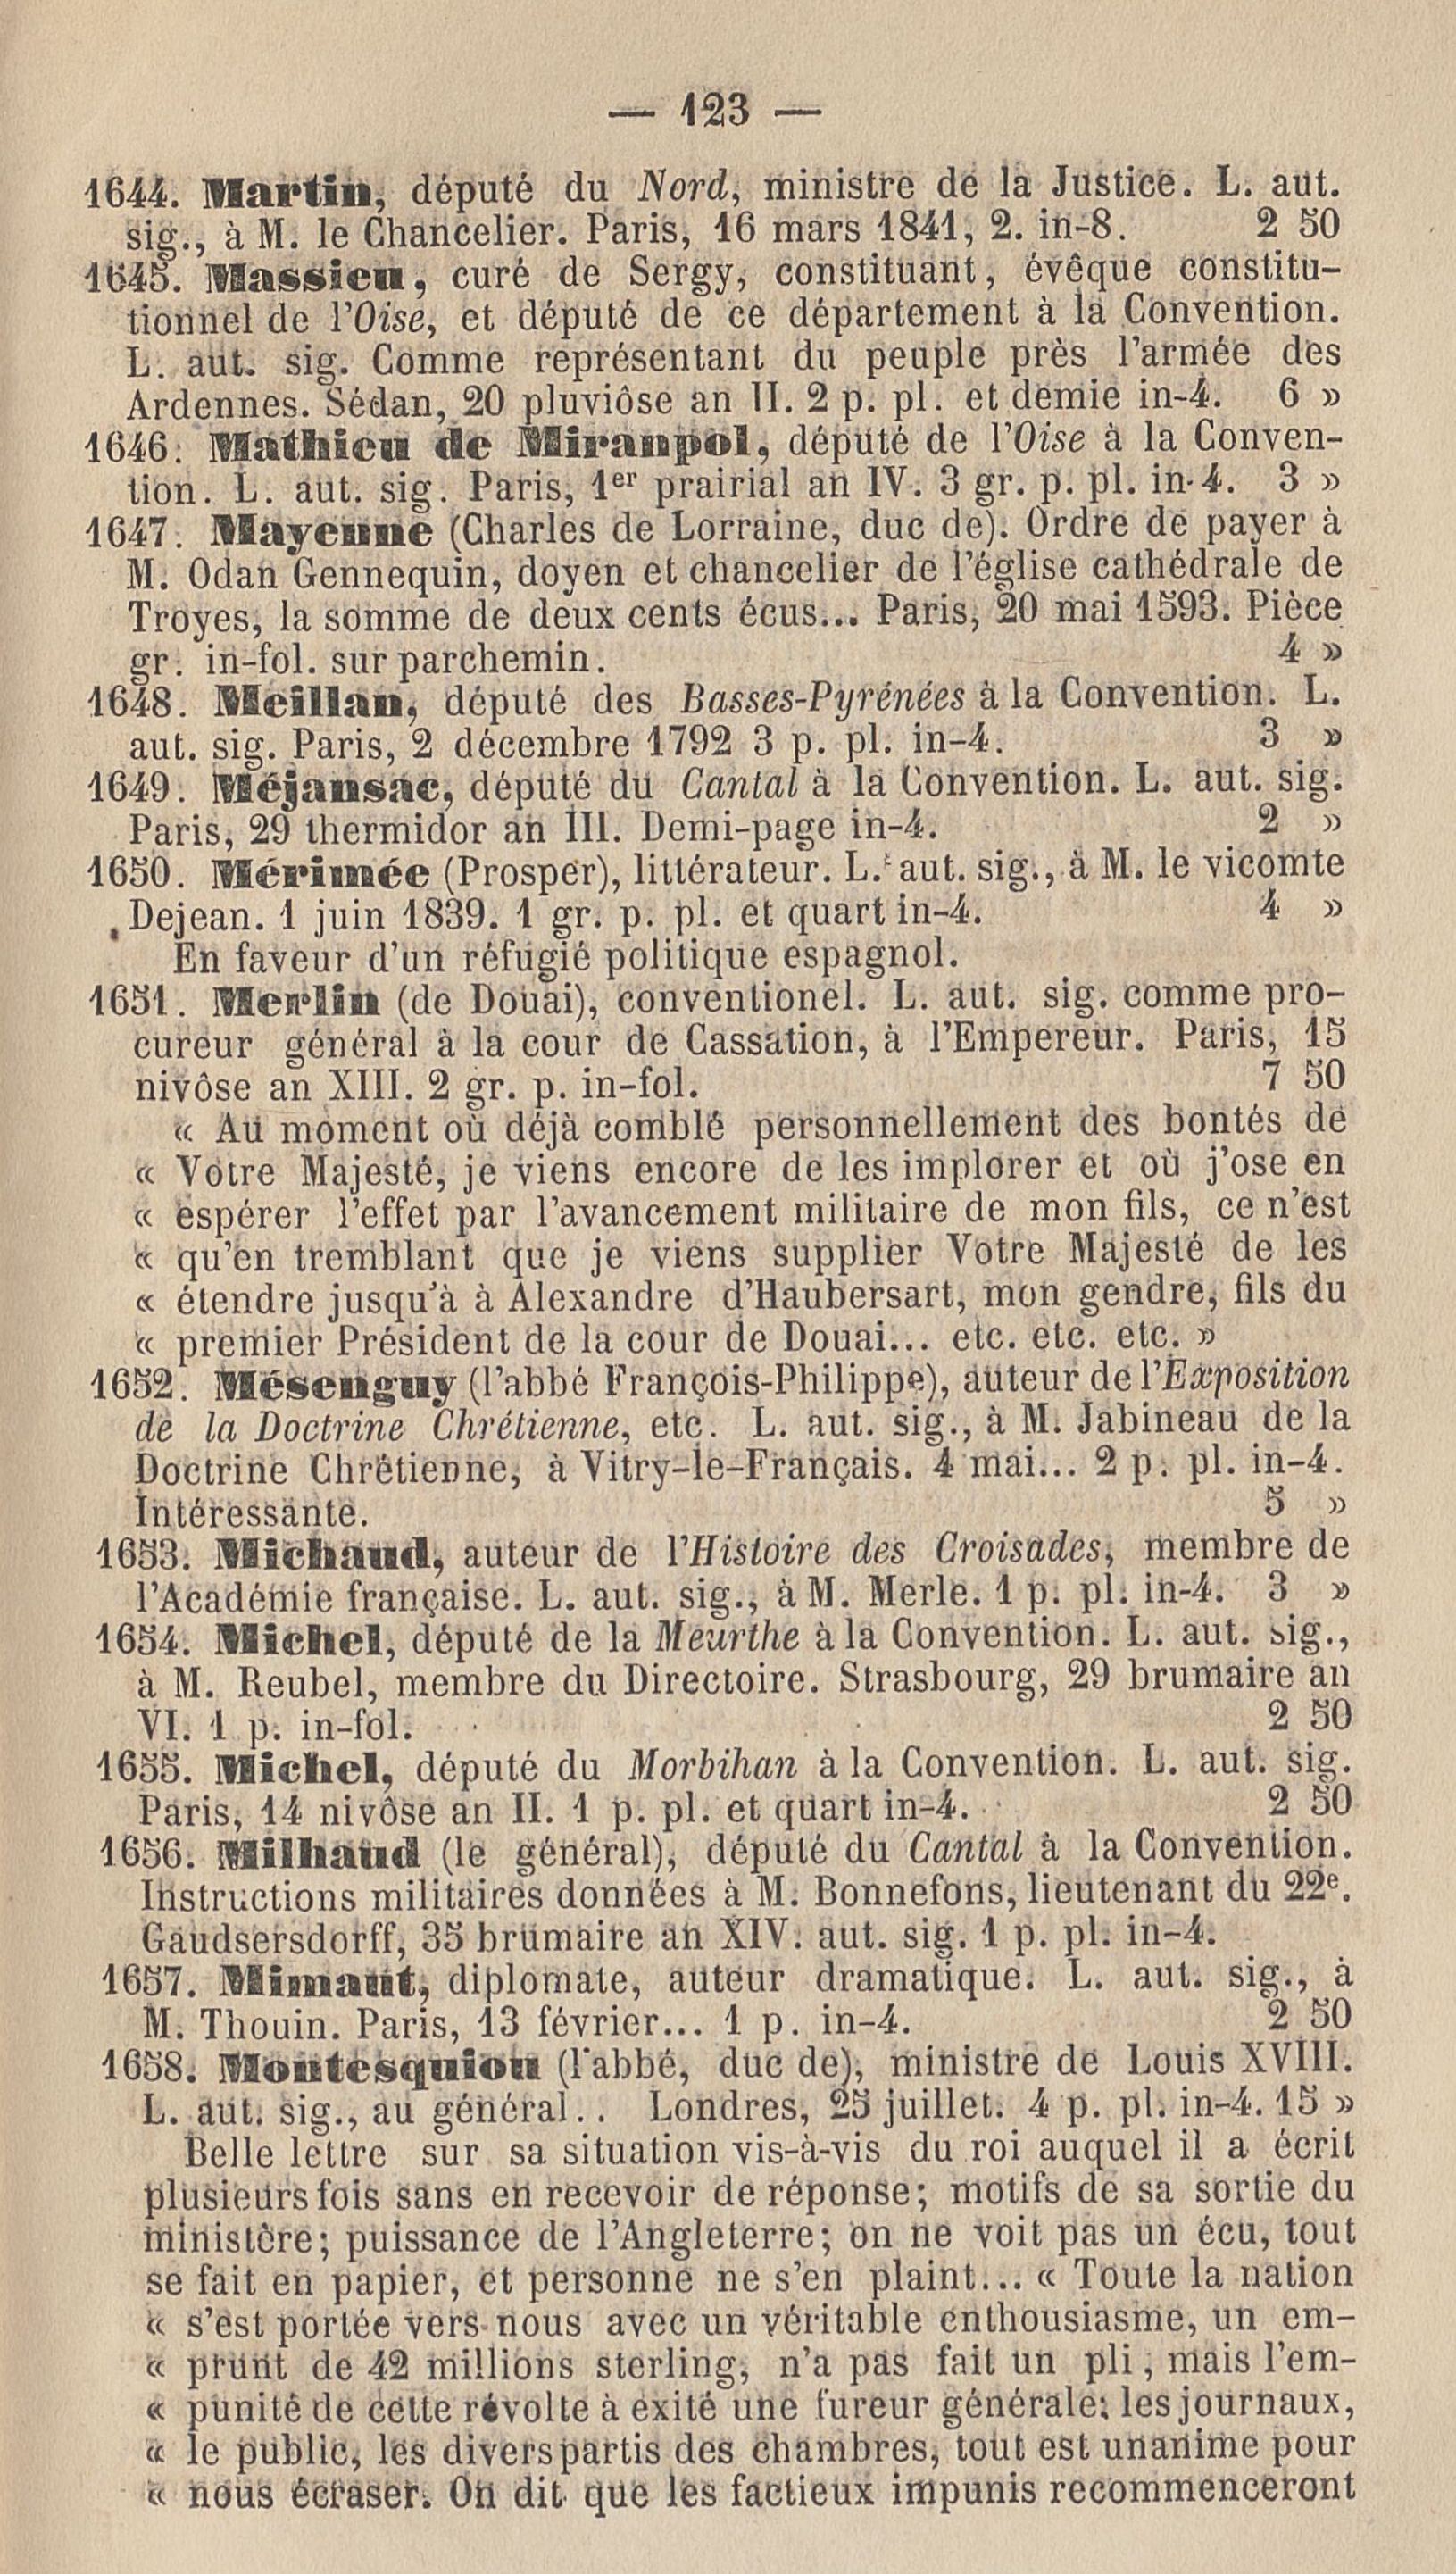 — 123 —
1644. Martin, député du Nord, ministre de la Justice. L. aut.
sig., à M. le Chancelier. Paris, 16 mars 1841, 2. in-8. 2 50
1645. Massieu, curé de Sergy, constituant, évêque constitu-
tionnel de l'Oise, et député de ce département à la Convention.
L. aut. sig. Comme représentant du peuple près l'armée des
Ardennes. Sédan, 20 pluviôse an II. 2 p. pl. et demie in-4. 6 »
1646. Mathieu de Miranpol, député de l'Oise à la Conven-
tion. L. aut. sig. Paris, 1er prairial an IV. 3 gr. p. pl. in-4. 3 »
1647. Mayenne (Charles de Lorraine, duc de). Ordre de payer à
M. Odan Gennequin, doyen et chancelier de l'église cathédrale de
Troyes, la somme de deux cents écus... Paris, 20 mai 1593. Pièce
gr. in-fol. sur parchemin. 4 »
1648. Meillan, député des Basses-Pyrénées à la Convention. L.
aut. sig. Paris, 2 décembre 1792 3 p. pl. in-4. 3 »
1649. Méjansac, député du Cantal à la Convention. L. aut. sig.
Paris, 29 thermidor an III. Demi-page in-4. 2 »
1650. Mérimée (Prosper), littérateur. L. aut. sig., à M. le vicomte
Dejean. 1 juin 1839. 1 gr. p. pl. et quart in-4. 4 »
En faveur d'un réfugié politique espagnol.
1651. Merlin (de Douai), conventionel. L. aut. sig. comme pro-
cureur général à la cour de Cassation, à l'Empereur. Paris, 15
nivôse an XIII. 2 gr. p. in-fol. 7 50
« Au moment où déjà comblé personnellement des bontés de
« Votre Majesté, je viens encore de les implorer et où j'ose en
« espérer l'effet par l'avancement militaire de mon fils, ce n'est
« qu'en tremblant que je viens supplier Votre Majesté de les
« étendre jusqu'à à Alexandre d'Haubersart, mon gendre, fils du
« premier Président de la cour de Douai... etc. etc. etc. »
1652. Mésenguy (l'abbé François-Philippe), auteur de l'Exposition
de la Doctrine Chrétienne, etc. L. aut. sig., à M. Jabineau de la
Doctrine Chrétienne, à Vitry-le-Français. 4 mai... 2 p. pl. in-4.
Intéressante. 5 »
1653. Michaud, auteur de l'Histoire des Croisades, membre de
l'Académie française. L. aut. sig., à M. Merle. 1 p. pl. in-4. 3 »
1654. Michel, député de la Meurthe à la Convention. L. aut. sig.,
à M. Reubel, membre du Directoire. Strasbourg, 29 brumaire an
VI. 1 p. in-fol. 2 50
1655. Michel, député du Morbihan à la Convention. L. aut. sig.
Paris, 14 nivôse an II. 1 p. pl. et quart in-4. 2 50
1656. Milhaud (le général), député du Cantal à la Convention.
Instructions militaires données à M. Bonnefons, lieutenant du 22e.
Gaudsersdorff, 35 brumaire an XIV. aut. sig. 1 p. pl. in-4.
1657. Mimaut, diplomate, auteur dramatique. L. aut. sig., à
M. Thouin. Paris, 13 février... 1 p. in-4. 2 50
1658. Montesquiou (l'abbé, duc de), ministre de Louis XVIII.
L. aut. sig., au général.. Londres, 25 juillet. 4 p. pl. in-4. 15 »
Belle lettre sur sa situation vis-à-vis du roi auquel il a écrit
plusieurs fois sans en recevoir de réponse; motifs de sa sortie du
ministère; puissance de l'Angleterre; on ne voit pas un écu, tout
se fait en papier, et personne ne s'en plaint... « Toute la nation
« s'est portée vers nous avec un véritable enthousiasme, un em-
« prunt de 42 millions sterling, n'a pas fait un pli, mais l'em-
« punité de cette révolte à exité une fureur générale; les journaux,
« le public, les divers partis des chambres, tout est unanime pour
« nous écraser. On dit que les factieux impunis recommenceront